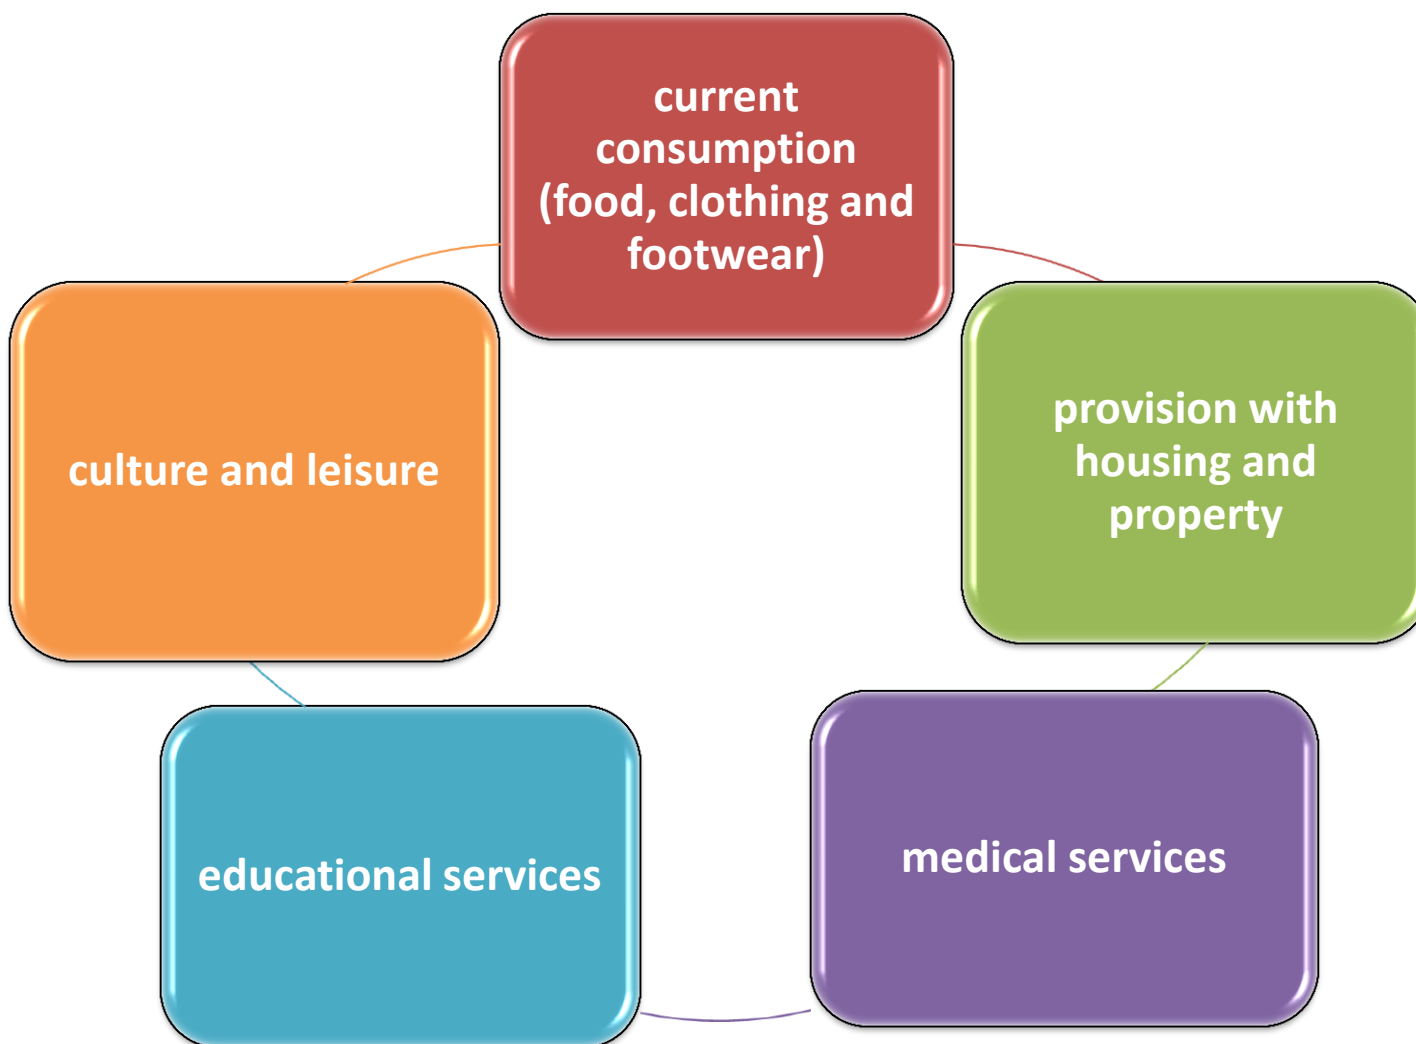 current
consumption
(food, clothing and
footwear)
provision with
housing and
property
medical services
educational services
culture and leisure